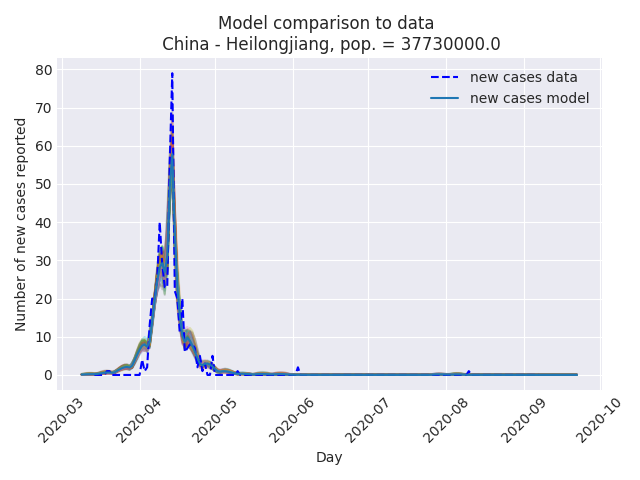 Model comparison to data
China - Heilongjiang, pop. = 37730000.0
new cases data
new cases model
Number of new cases reported
80
70
60
50
40
30
20
10
0
2020-03
2020-04
2020-05
2020-06
2020-07
2020-08
2020-09
2020-10
Day